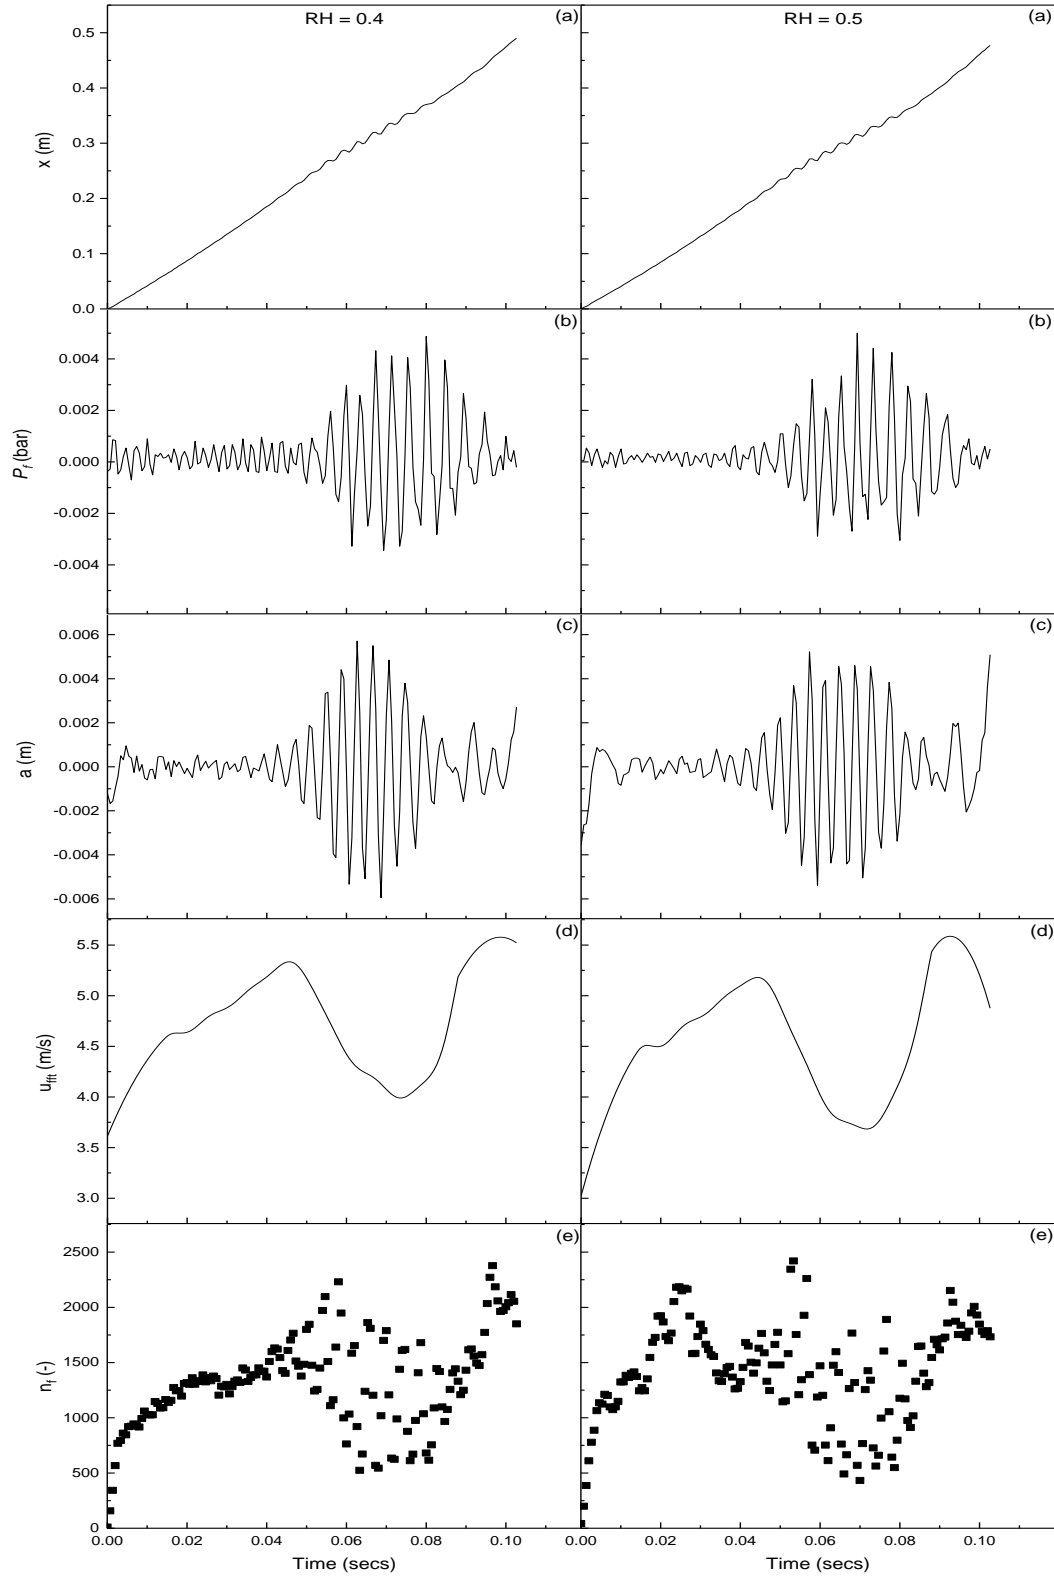 RH = 0.4 (a) RH = 0.5 (a)
0.5
0.4
0.3
0.2
0.1
0.0
x (m)
(b) (b)
0.004
0.002
0.000
-0.002
-0.004
Pf (bar)
(c) (c)
0.006
0.004
0.002
0.000
-0.002
-0.004
-0.006
a (m)
(d) (d)
5.5
5.0
4.5
4.0
3.5
3.0
ufft (m/s)
(e) (e)
2500
2000
1500
1000
500
0
nf (-)
0.00 0.02 0.04 0.06 0.08 0.10 0.00 0.02 0.04 0.06 0.08 0.10
Time (secs) Time (secs)